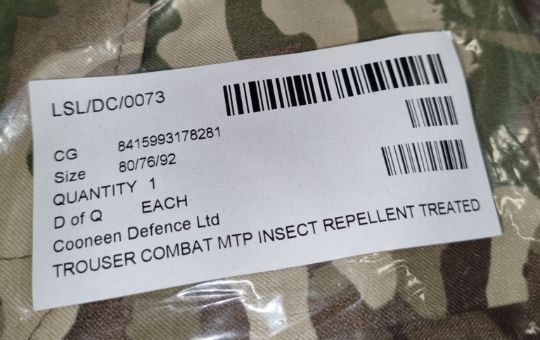 LSL/DC/0073
CG 8415993178281
Size 80/76/92
QUANTITY 1
D of Q EACH
Cooneen Defence Ltd
TROUSER COMBAT MTP INSECT REPELLENT TREATED